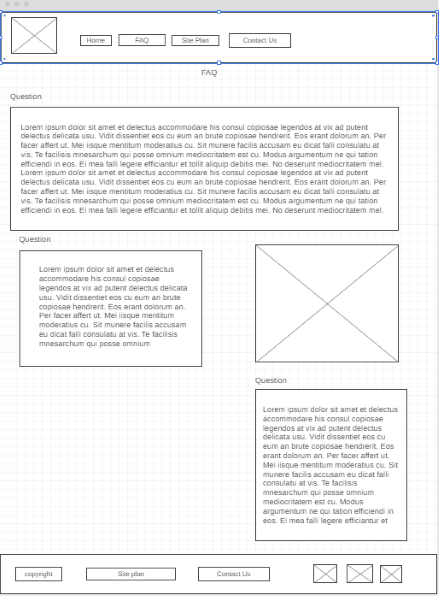 Home FAQ Site Plan Contact Us
FAQ
Question
Lorem ipsum dolor sit amet et delectus accommodare his consul copiosae legendos at vix ad putent
delectus delicata usu. Vidit dissentiet eos cu eum an brute copiosae hendrerit. Eos erant dolorum an. Per
facer affert ut. Mei iisque mentitum moderatius cu. Sit munere facilis accusam eu dicat falli consulatu at
vis. Te facilisis mnesarchum qui posse omnium mediocritatem est cu. Modus argumentum ne qui tation
efficiendi in eos. Ei mea falli legere efficiantur et tollit aliquip debitis mei. No deserunt mediocritatem mel.
Lorem ipsum dolor sit amet et delectus accommodare his consul copiosae legendos at vix ad putent
delectus delicata usu. Vidit dissentiet eos cu eum an brute copiosae hendrerit. Eos erant dolorum an. Per
facer affert ut. Mei iisque mentitum moderatius cu. Sit munere facilis accusam eu dicat falli consulatu at
vis. Te facilisis mnesarchum qui posse omnium mediocritatem est cu. Modus argumentum ne qui tation
efficiendi in eos. Ei mea falli legere efficiantur et tollit aliquip debitis mei. No deserunt mediocritatem mel.
Question
Lorem ipsum dolor sit amet et delectus
accommodare his consul copiosae
legendos at vix ad putent delectus delicata
usu. Vidit dissentiet eos cu eum an brute
copiosae hendrerit. Eos erant dolorum an.
Per facer affert ut. Mei iisque mentitum
moderatius cu. Sit munere facilis accusam
eu dicat falli consulatu at vis. Te facilisis
mnesarchum qui posse omnium
Question
Lorem ipsum dolor sit amet et delectus
accommodare his consul copiosae
legendos at vix ad putent delectus
delicata usu. Vidit dissentiet eos cu
eum an brute copiosae hendrerit. Eos
erant dolorum an. Per facer affert ut.
Mei iisque mentitum moderatius cu. Sit
munere facilis accusam eu dicat falli
consulatu at vis. Te facilisis
mnesarchum qui posse omnium
mediocritatem est cu. Modus
argumentum ne qui tation efficiendi in
eos. Ei mea falli legere efficiantur et
copyright Site plan Contact Us